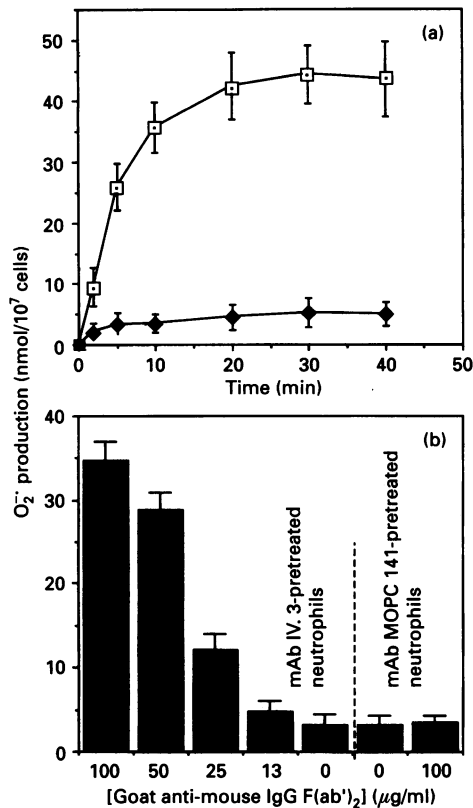 (a)
50
40
30
20
10
0
0 10 20 30 40 50
Time (min)
O₂⁻· production (nmol/10⁷ cells)
(b)
40
30
20
10
0
mAb IV. 3-pretreated
neutrophils
mAb MOPC 141-pretreated
neutrophils
100 50 25 13 0 0 100
[Goat anti-mouse IgG F(ab')₂] (μg/ml)